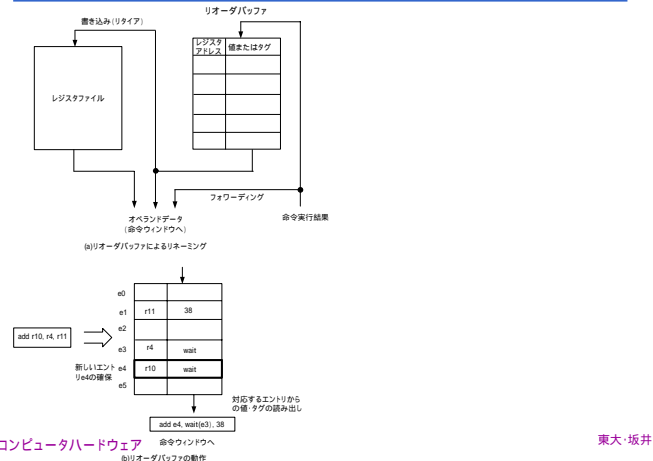 リオーダバッファ
書き込み(リタイア)
レジスタ
アドレス
値またはタグ
レジスタファイル
フォワーディング
オペランドデータ
(命令ウィンドウへ)
命令実行結果
(a)リオーダバッファによるリネーミング
e0
e1 r11 38
e2
add r10, r4, r11
e3 r4 wait
新しいエント
リe4の確保
e4 r10 wait
e5
対応するエントリから
の値・タグの読み出し
add e4, wait(e3), 38
命令ウィンドウへ
(b)リオーダバッファの動作
コンピュータハードウェア
東大・坂井